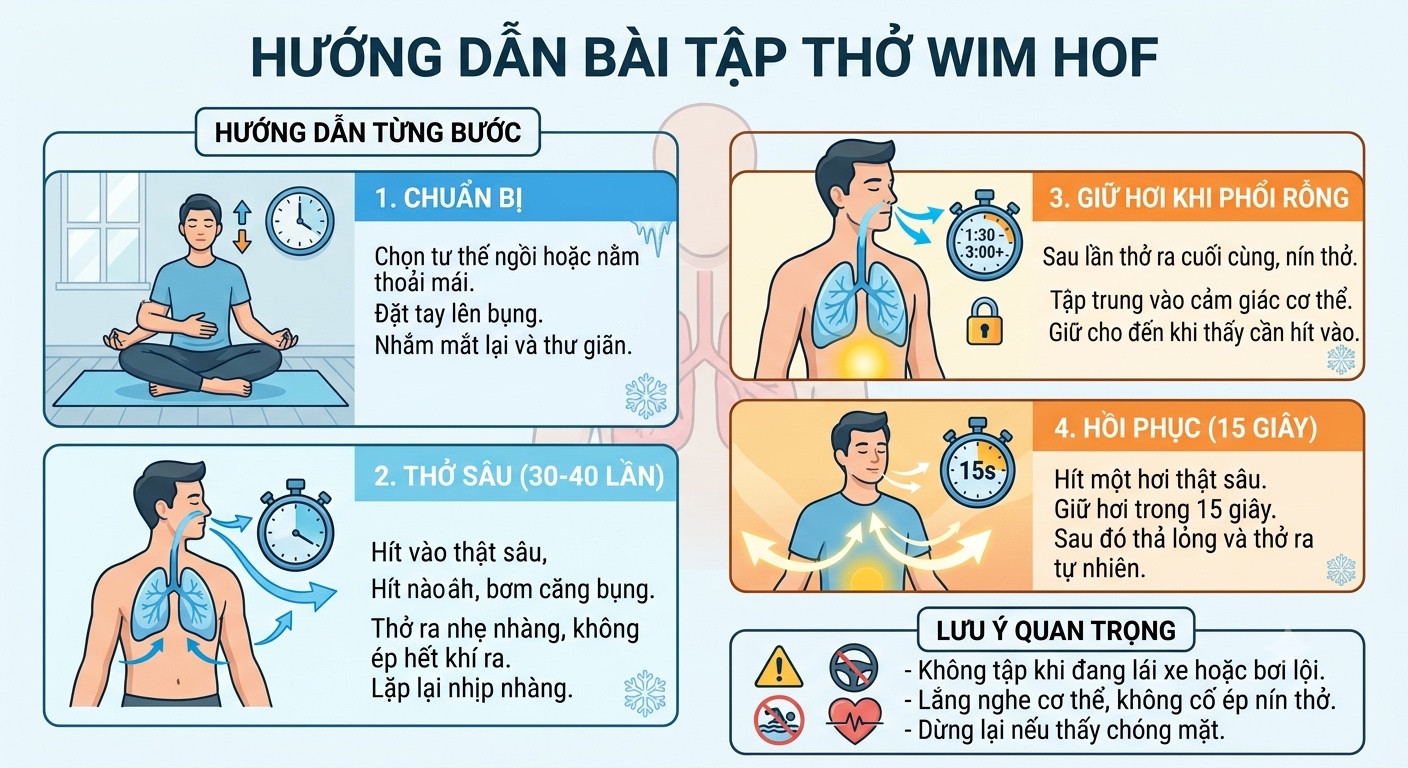 HƯỚNG DẪN BÀI TẬP THỞ WIM HOF
HƯỚNG DẪN TỪNG BƯỚC
1. CHUẨN BỊ
Chọn tư thế ngồi hoặc nằm
thoải mái.
Đặt tay lên bụng.
Nhắm mắt lại và thư giãn.
2. THỞ SÂU (30-40 LẦN)
Hít vào thật sâu,
Hít nàoâh, bơm căng bụng.
Thở ra nhẹ nhàng, không
ép hết khí ra.
Lặp lại nhịp nhàng.
3. GIỮ HƠI KHI PHỔI RỖNG
1:30 -
3:00+-
Sau lần thở ra cuối cùng, nín thở.
Tập trung vào cảm giác cơ thể.
Giữ cho đến khi thấy cần hít vào.
4. HỒI PHỤC (15 GIÂY)
15s
Hít một hơi thật sâu.
Giữ hơi trong 15 giây.
Sau đó thả lỏng và thở ra
tự nhiên.
LƯU Ý QUAN TRỌNG
- Không tập khi đang lái xe hoặc bơi lội.
- Lắng nghe cơ thể, không cố ép nín thở.
- Dừng lại nếu thấy chóng mặt.